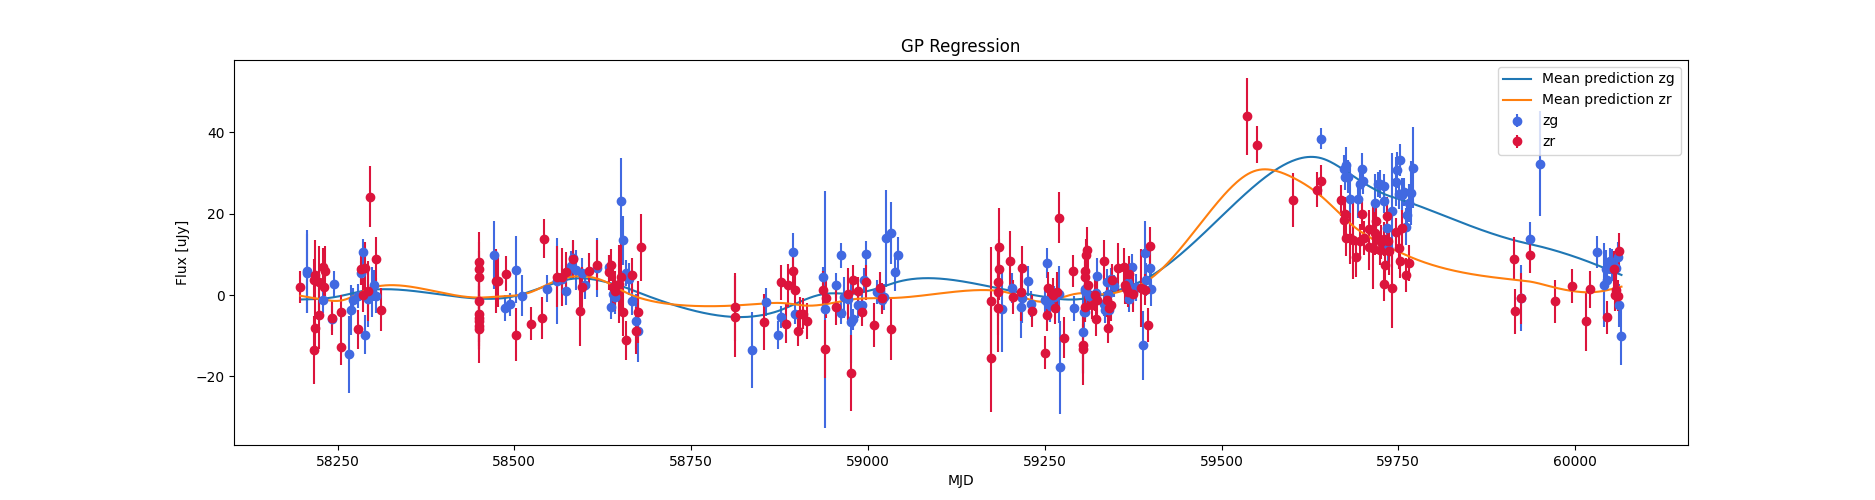 GP Regression
Mean prediction zg
Mean prediction zr
zg
zr
Flux [uJy]
40
20
0
−20
58250 58500 58750 59000 59250 59500 59750 60000
MJD